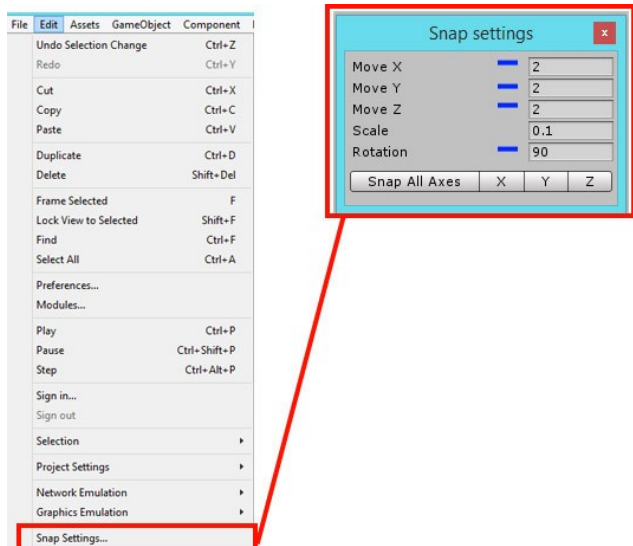 File Edit Assets GameObject Component
Undo Selection Change Ctrl+Z
Redo Ctrl+Y
Cut Ctrl+X
Copy Ctrl+C
Paste Ctrl+V
Duplicate Ctrl+D
Delete Shift+Del
Frame Selected F
Lock View to Selected Shift+F
Find Ctrl+F
Select All Ctrl+A
Preferences...
Modules...
Play Ctrl+P
Pause Ctrl+Shift+P
Step Ctrl+Alt+P
Sign in...
Sign out
Selection
Project Settings
Network Emulation
Graphics Emulation
Snap Settings...
Snap settings x
Move X 2
Move Y 2
Move Z 2
Scale 0.1
Rotation 90
Snap All Axes X Y Z